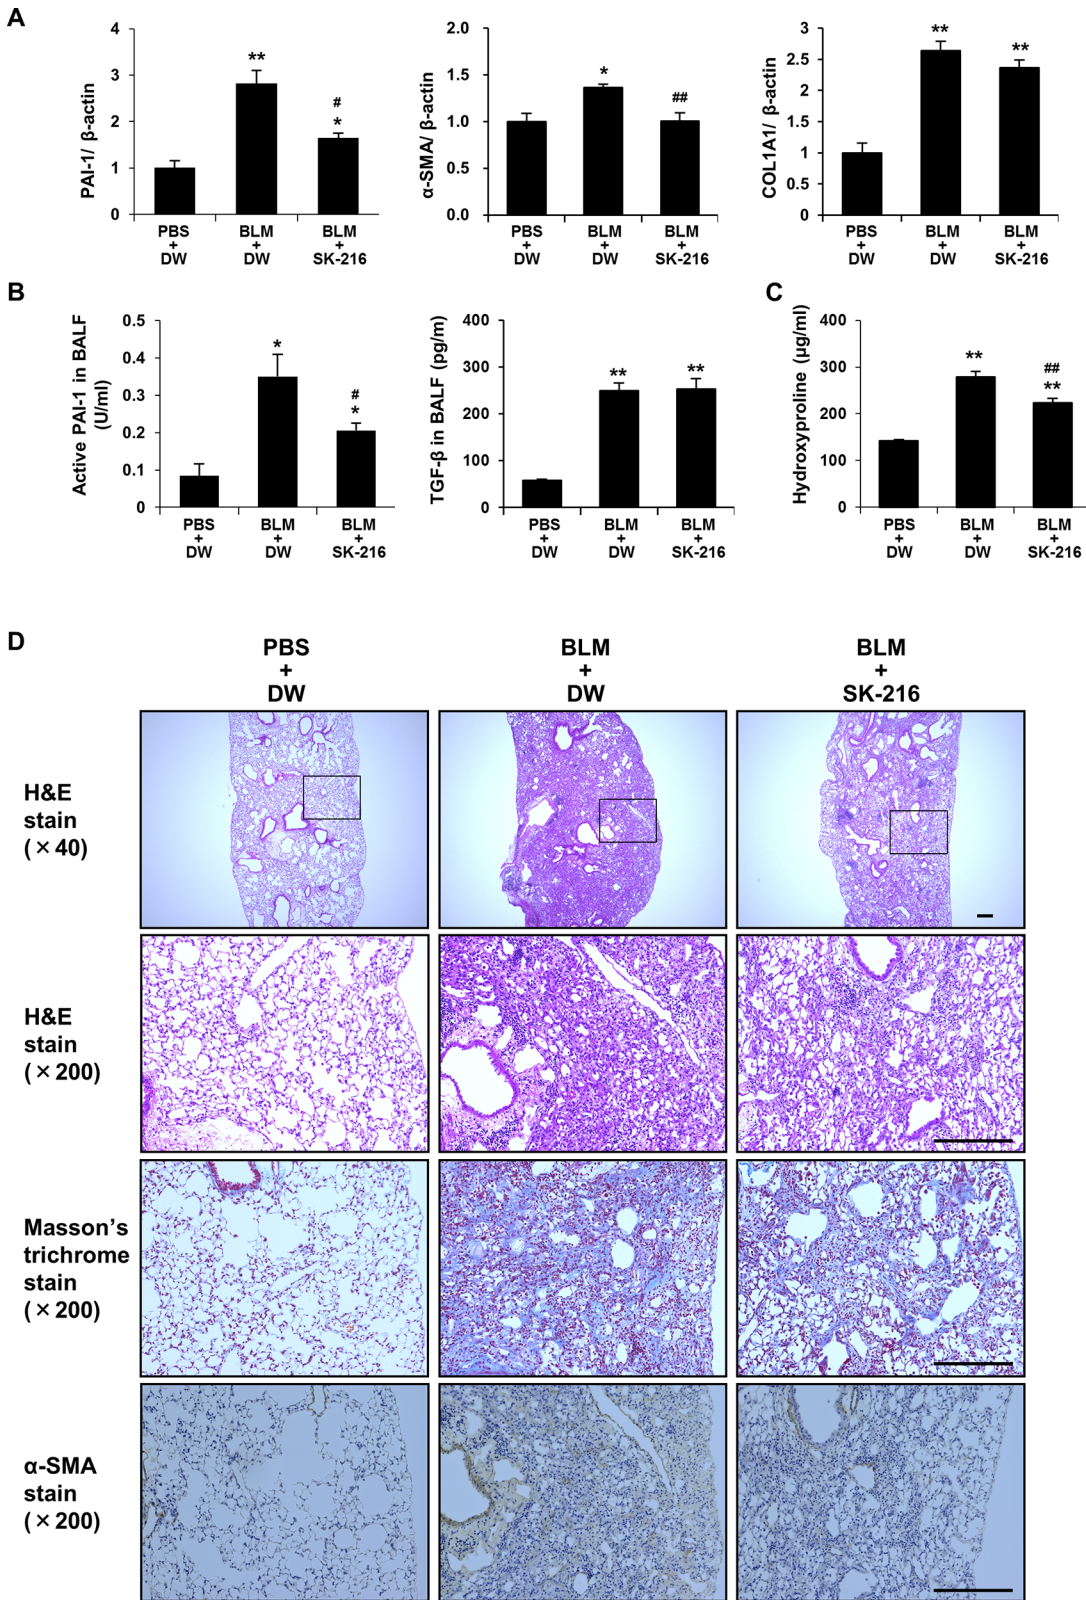 A
PAI-1/ β-actin
4
3
2
1
0
**
#
*
PBS
+
DW
BLM
+
DW
BLM
+
SK-216
α-SMA/ β-actin
2.0
1.5
1.0
0.5
0.0
*
##
PBS
+
DW
BLM
+
DW
BLM
+
SK-216
COL1A1/ β-actin
3
2.5
2
1.5
1
0.5
0
**
**
PBS
+
DW
BLM
+
DW
BLM
+
SK-216
B
Active PAI-1 in BALF
(U/ml)
0.5
0.4
0.3
0.2
0.1
0
*
#
*
PBS
+
DW
BLM
+
DW
BLM
+
SK-216
TGF-β in BALF (pg/m)
400
300
200
100
0
**
**
PBS
+
DW
BLM
+
DW
BLM
+
SK-216
C
Hydroxyproline (μg/ml)
400
300
200
100
0
**
##
**
PBS
+
DW
BLM
+
DW
BLM
+
SK-216
D
PBS
+
DW
BLM
+
DW
BLM
+
SK-216
H&E
stain
(×40)
H&E
stain
(×200)
Masson's
trichrome
stain
(×200)
α-SMA
stain
(×200)